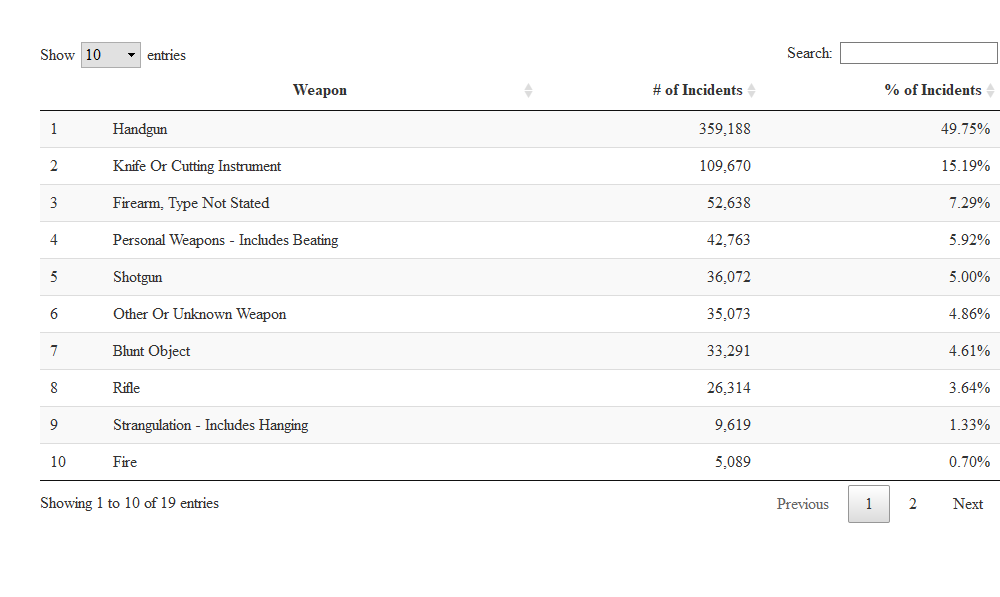 Show 10 entries Search:
Weapon # of Incidents % of Incidents
1 Handgun 359,188 49.75%
2 Knife Or Cutting Instrument 109,670 15.19%
3 Firearm, Type Not Stated 52,638 7.29%
4 Personal Weapons - Includes Beating 42,763 5.92%
5 Shotgun 36,072 5.00%
6 Other Or Unknown Weapon 35,073 4.86%
7 Blunt Object 33,291 4.61%
8 Rifle 26,314 3.64%
9 Strangulation - Includes Hanging 9,619 1.33%
10 Fire 5,089 0.70%
Showing 1 to 10 of 19 entries Previous 1 2 Next